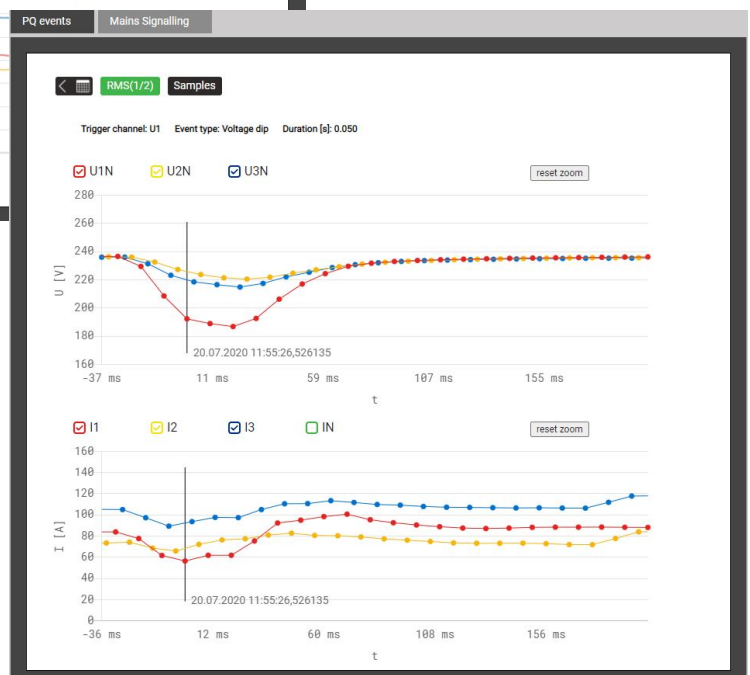 PQ events Mains Signalling
RMS(1/2) Samples
Trigger channel: U1 Event type: Voltage dip Duration [s]: 0.050
U1N U2N U3N reset zoom
280
260
240
220
200
180
160
U [V]
20.07.2020 11:55:26,526135
-37 ms 11 ms 59 ms 107 ms 155 ms
t
I1 I2 I3 IN reset zoom
160
140
120
100
80
60
40
20
0
I [A]
20.07.2020 11:55:26,526135
-36 ms 12 ms 60 ms 108 ms 156 ms
t